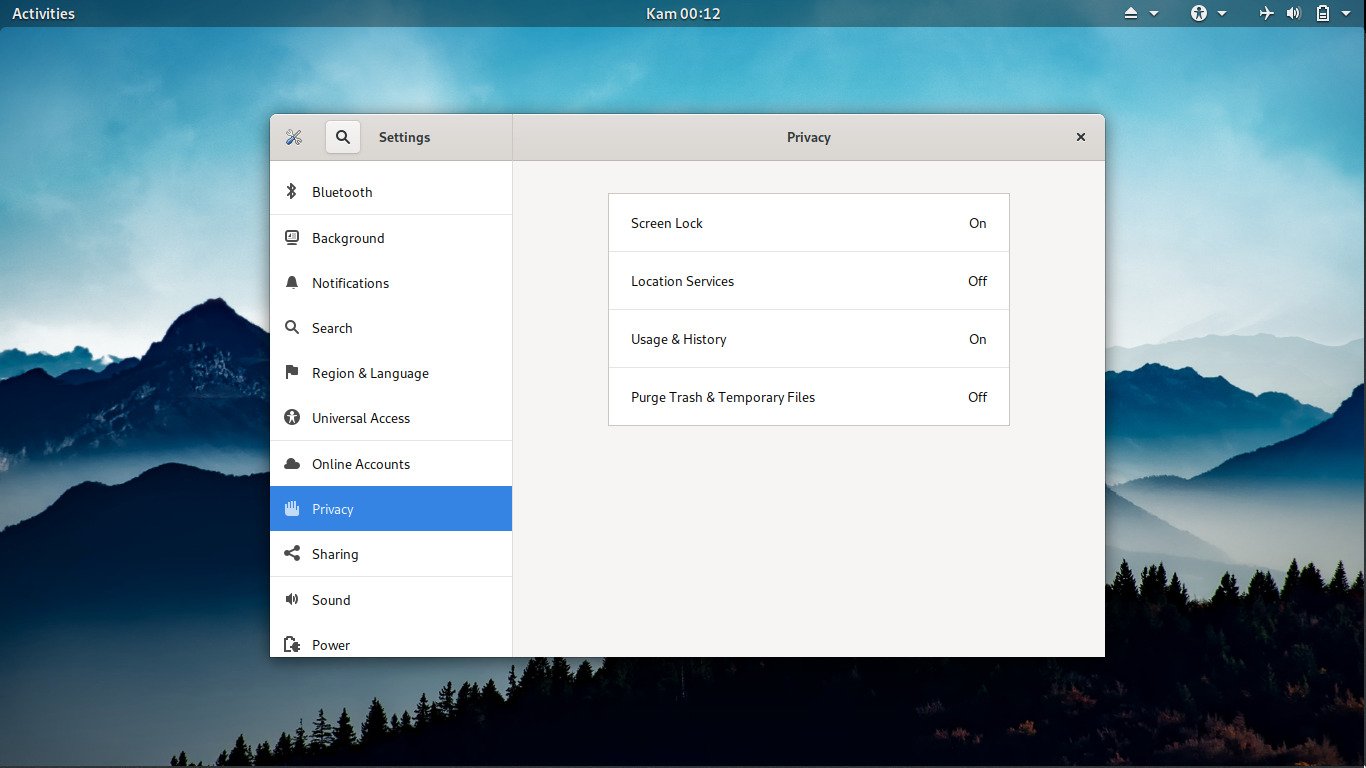 Activities
Kam 00:12
Settings
Privacy
Bluetooth
Background
Notifications
Search
Region & Language
Universal Access
Online Accounts
Privacy
Sharing
Sound
Power
Screen Lock On
Location Services Off
Usage & History On
Purge Trash & Temporary Files Off